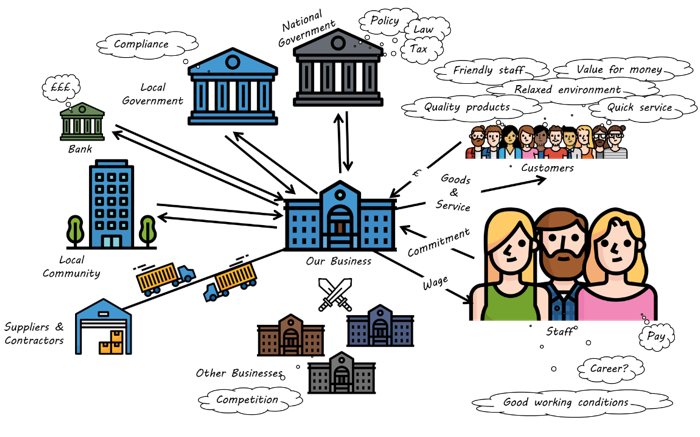 National
Government
Policy
Law
Tax
Compliance
Local
Government
£££
Bank
Friendly staff
Value for money
Relaxed environment
Quality products
Quick service
Customers
£
Goods
&
Service
Local
Community
Our Business
Commitment
Wage
Suppliers &
Contractors
Other Businesses
Competition
Staff
Pay
Career?
Good working conditions